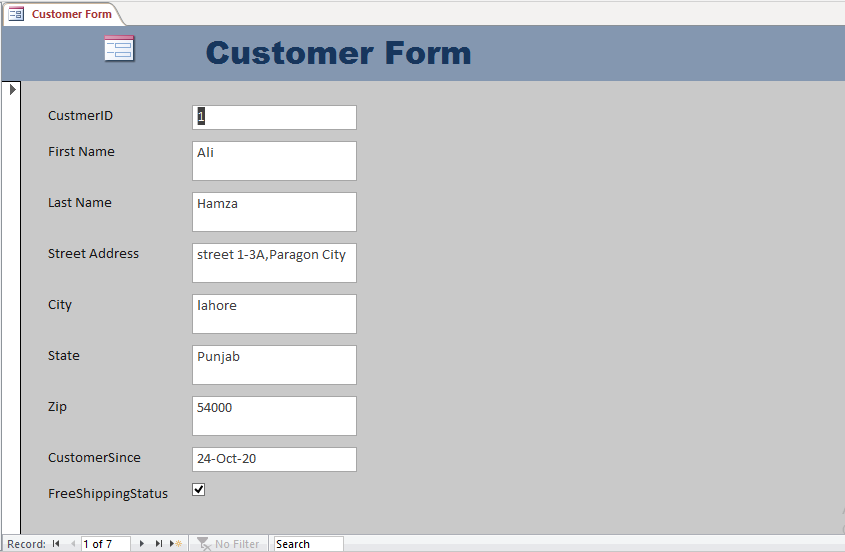 Customer Form
Customer Form
CustmerID 1
First Name Ali
Last Name Hamza
Street Address street 1-3A,Paragon City
City lahore
State Punjab
Zip 54000
CustomerSince 24-Oct-20
FreeShippingStatus
Record: 1 of 7 No Filter Search